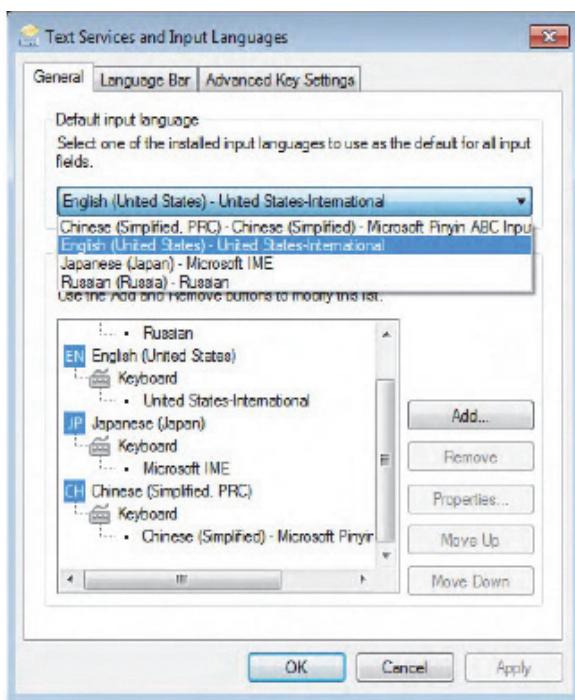 Text Services and Input Languages
General
Language Bar
Advanced Key Settings
Default input language
Select one of the installed input languages to use as the default for all input
fields.
English (United States) - United States-International
Chinese (Simplified, PRC) - Chinese (Simplified) - Microsoft Pinyin ABC Inpu
English (United States) - United States-International
Japanese (Japan) - Microsoft IME
Russian (Russia) - Russian
Use the Add and Remove buttons to modify this list.
Russian
EN English (United States)
Keyboard
United States-International
JP Japanese (Japan)
Keyboard
Microsoft IME
CH Chinese (Simplified, PRC)
Keyboard
Chinese (Simplified) - Microsoft Pinyin
Add...
Remove
Properties...
Move Up
Move Down
OK
Cancel
Apply